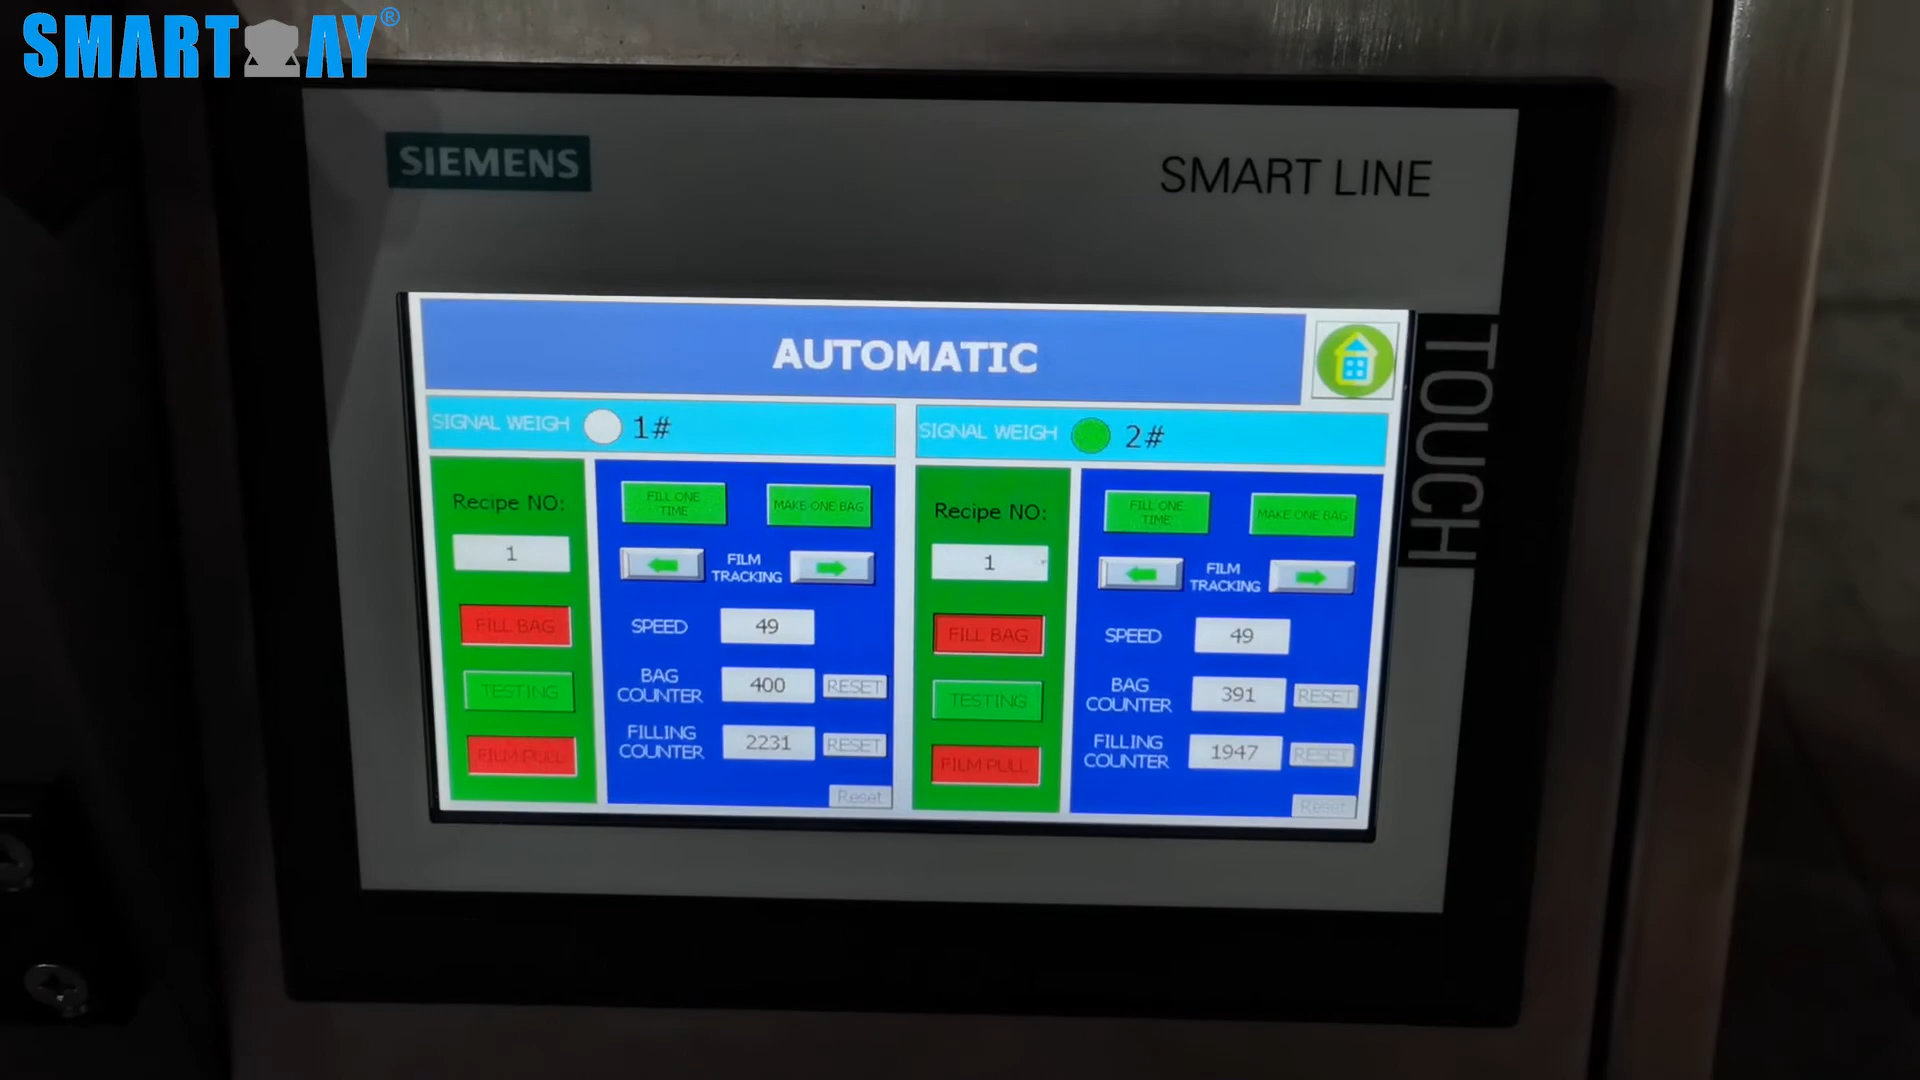 SMART AY®
SIEMENS
SMART LINE
TOUCH
AUTOMATIC
SIGNAL WEIGH 1#
Recipe NO:
1
FILL BAG
TESTING
FILM PULL
FILL ONE
TIME
MAKE ONE BAG
FILM
TRACKING
SPEED 49
BAG
COUNTER 400 RESET
FILLING
COUNTER 2231 RESET
Reset
SIGNAL WEIGH 2#
Recipe NO:
1
FILL BAG
TESTING
FILM PULL
FILL ONE
TIME
MAKE ONE BAG
FILM
TRACKING
SPEED 49
BAG
COUNTER 391 RESET
FILLING
COUNTER 1947 RESET
Reset